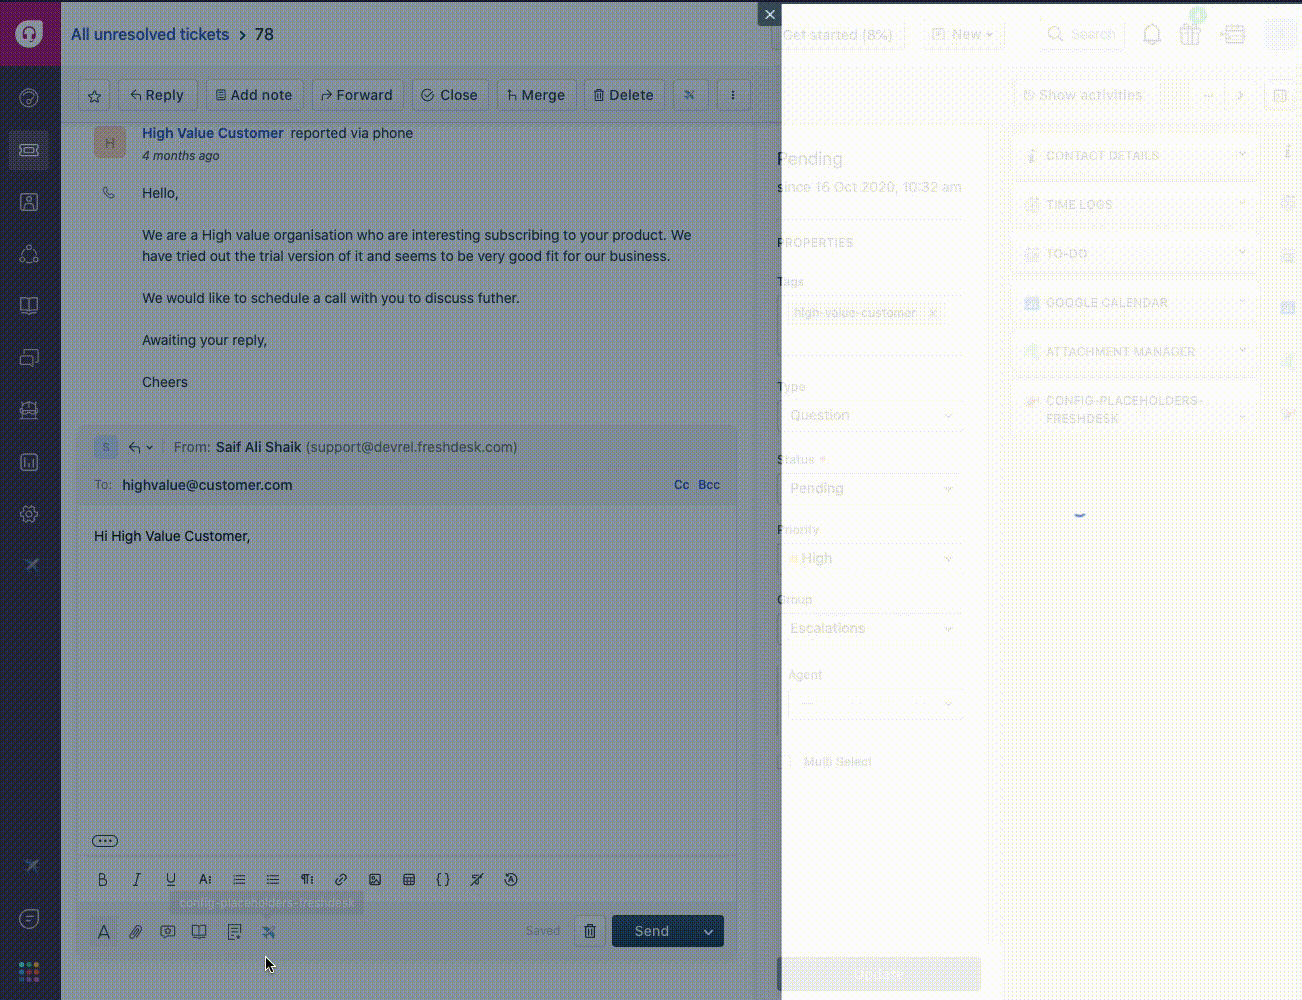 All unresolved tickets > 78
Get started (8%)
New
Search
Reply
Add note
Forward
Close
Merge
Delete
Show activities
H
High Value Customer reported via phone
4 months ago
Hello,
We are a High value organisation who are interesting subscribing to your product. We
have tried out the trial version of it and seems to be very good fit for our business.
We would like to schedule a call with you to discuss futher.
Awaiting your reply,
Cheers
S
From: Saif Ali Shaik (support@devrel.freshdesk.com)
To: highvalue@customer.com
Cc Bcc
Hi High Value Customer,
config-placeholders-freshdesk
Saved
Send
Pending
since 16 Oct 2020, 10:32 am
PROPERTIES
Tags
high-value-customer x
Type
Question
Status *
Pending
Priority
High
Group
Escalations
Agent
--
Multi Select
Update
CONTACT DETAILS
TIME LOGS
TO-DO
GOOGLE CALENDAR
ATTACHMENT MANAGER
CONFIG-PLACEHOLDERS-
FRESHDESK